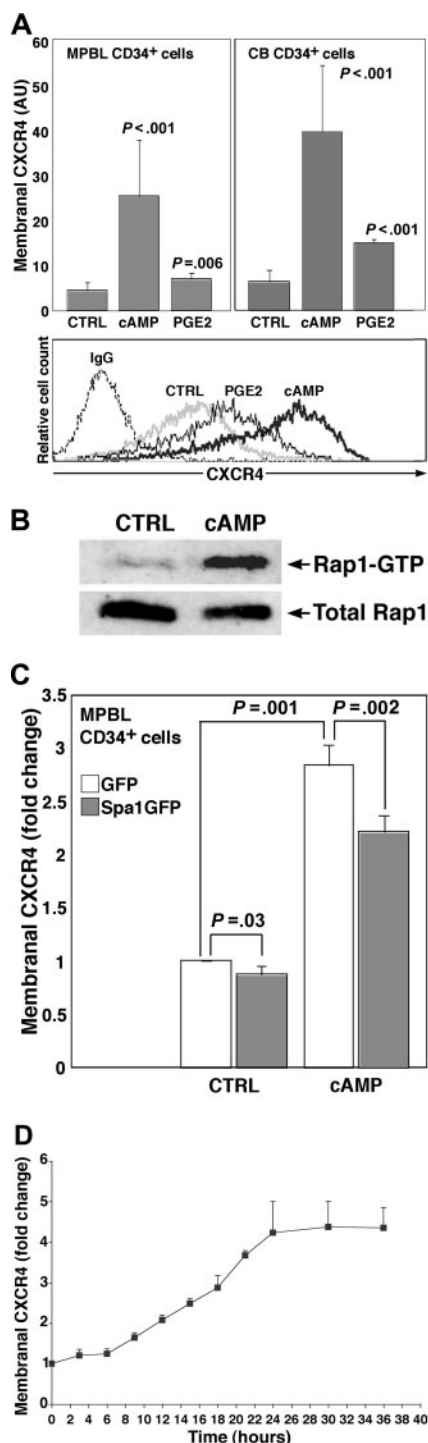 A
MPBL CD34+ cells
CB CD34+ cells
Membranal CXCR4 (AU)
60
50
40
30
20
10
0
P<.001
P=.006
P<.001
P<.001
CTRL cAMP PGE2
CTRL cAMP PGE2
Relative cell count
IgG
CTRL
PGE2
cAMP
CXCR4
B
CTRL cAMP
Rap1-GTP
Total Rap1
C
Membranal CXCR4 (fold change)
3.5
3
2.5
2
1.5
1
0.5
0
MPBL
CD34+ cells
GFP
Spa1GFP
P=.001
P=.002
P=.03
CTRL
cAMP
D
Membranal CXCR4 (fold change)
6
5
4
3
2
1
0
0 2 4 6 8 10 12 14 16 18 20 22 24 26 28 30 32 34 36 38 40
Time (hours)